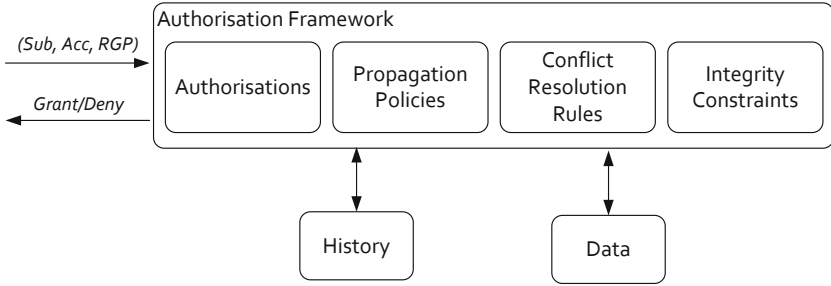 Authorisation Framework
(Sub, Acc, RGP)
Grant/Deny
Authorisations
Propagation
Policies
Conflict
Resolution
Rules
Integrity
Constraints
History
Data